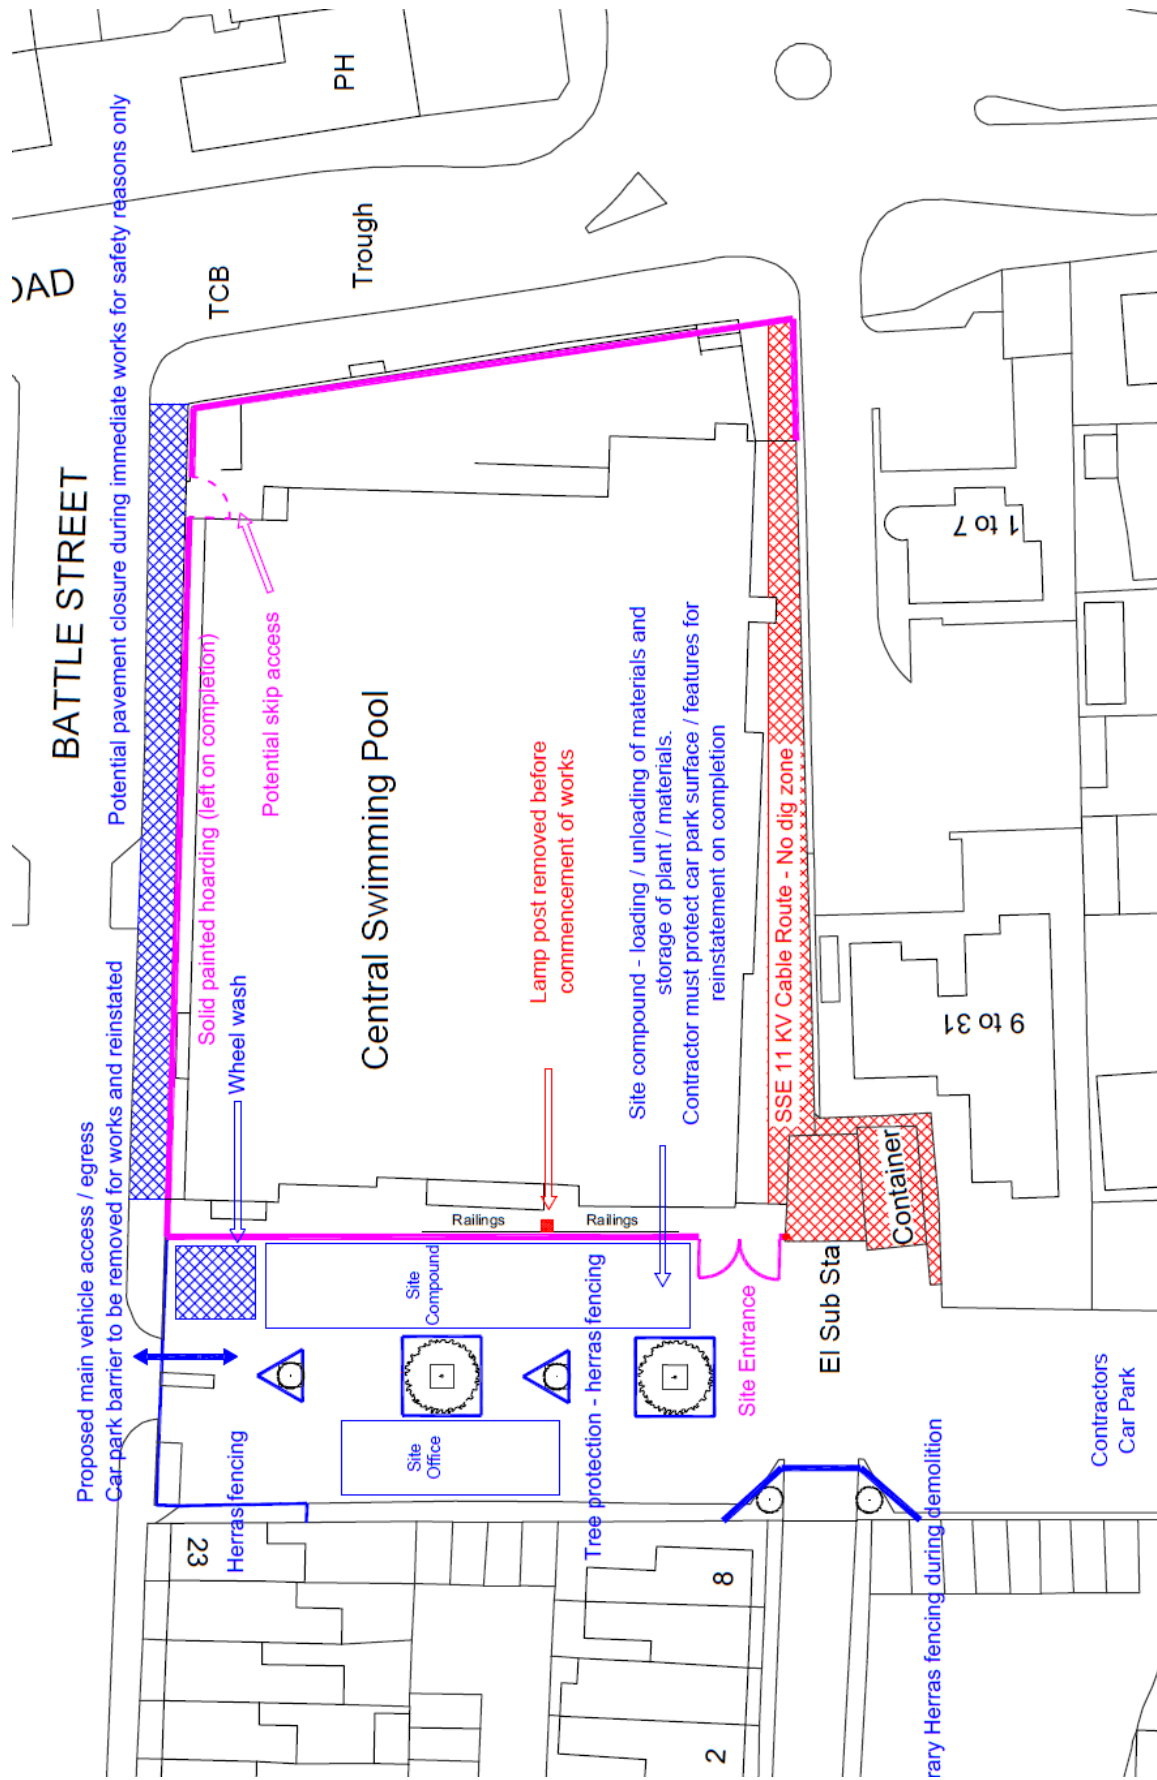 PH
Trough
TCB
OAD
BATTLE STREET
Potential pavement closure during immediate works for safety reasons only
Solid painted hoarding (left on completion)
Potential skip access
Central Swimming Pool
Wheel wash
Lamp post removed before
commencement of works
Site compound - loading / unloading of materials and
storage of plant / materials.
Contractor must protect car park surface / features for
reinstatement on completion
SSE 11 KV Cable Route - No dig zone
1 to 7
9 to 31
Container
El Sub Sta
Railings
Railings
Site
Compound
Site
Office
Site Entrance
Proposed main vehicle access / egress
Car park barrier to be removed for works and reinstated
Herras fencing
Tree protection - herras fencing
Contractors
Car Park
rary Herras fencing during demolition
23
8
2